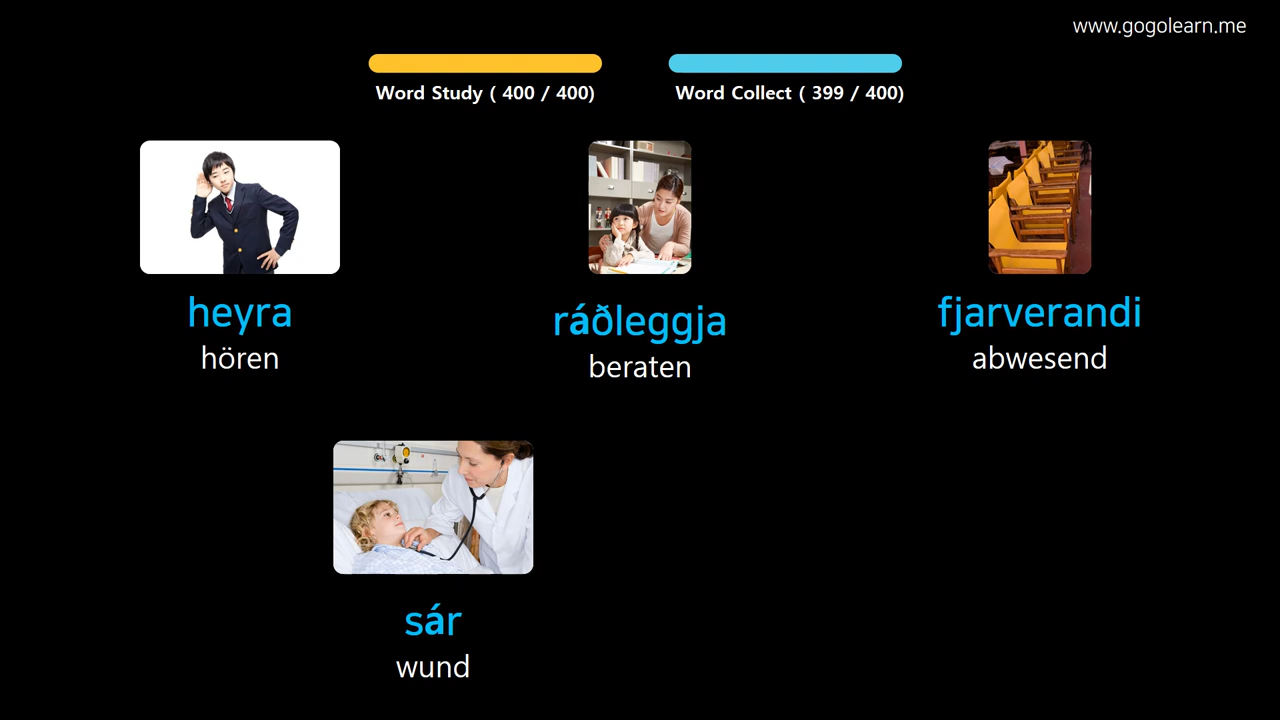 www.gogolearn.me
Word Study ( 400 / 400)
Word Collect ( 399 / 400)
heyra
hören
ráðleggja
beraten
fjarverandi
abwesend
sár
wund